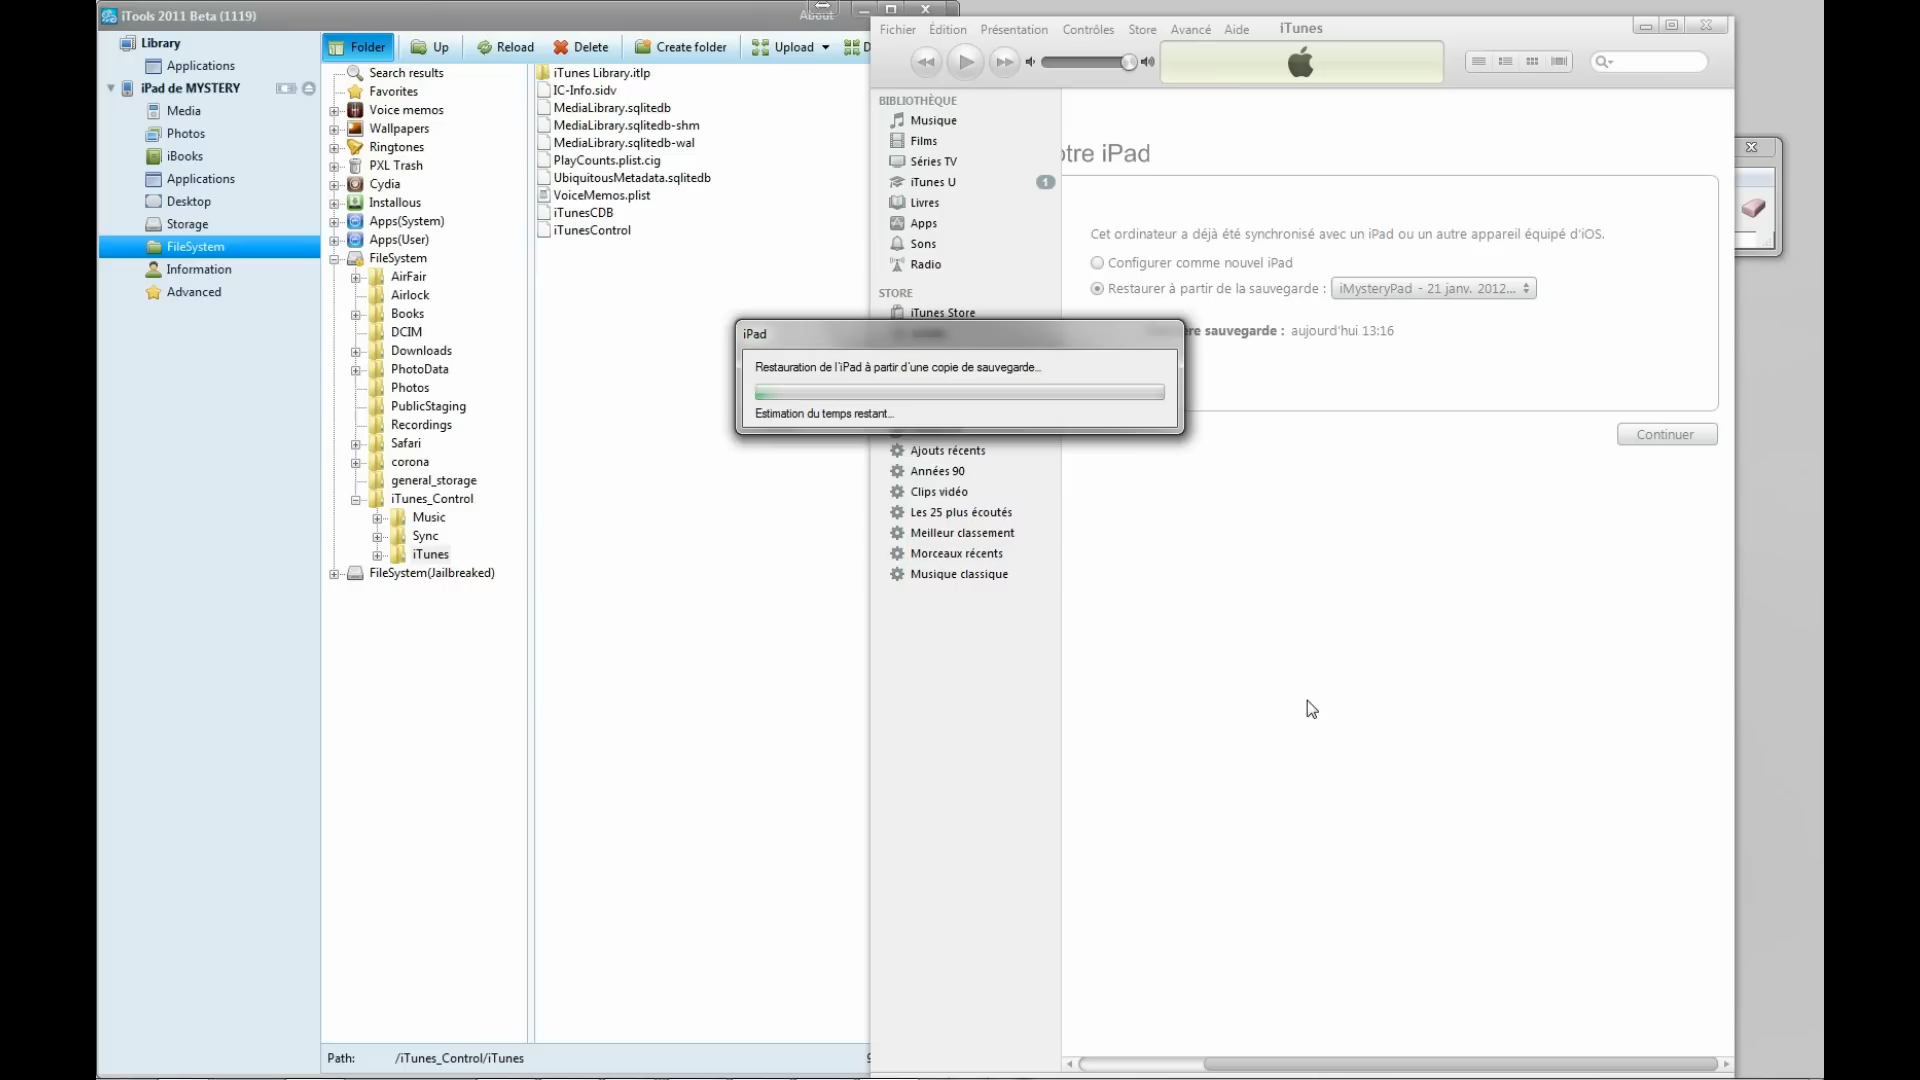 iTools 2011 Beta (1119)
About
Library
Applications
iPad de MYSTERY
Media
Photos
iBooks
Applications
Desktop
Storage
FileSystem
Information
Advanced
Folder
Up
Reload
Delete
Create folder
Upload
D
Search results
Favorites
Voice memos
Wallpapers
Ringtones
PXL Trash
Cydia
Installous
Apps(System)
Apps(User)
FileSystem
AirFair
Airlock
Books
DCIM
Downloads
PhotoData
Photos
PublicStaging
Recordings
Safari
corona
general_storage
iTunes_Control
Music
Sync
iTunes
FileSystem(Jailbreaked)
iTunes Library.itlp
IC-Info.sidv
MediaLibrary.sqlitedb
MediaLibrary.sqlitedb-shm
MediaLibrary.sqlitedb-wal
PlayCounts.plist.cig
UbiquitousMetadata.sqlitedb
VoiceMemos.plist
iTunesCDB
iTunesControl
Path: /iTunes_Control/iTunes
Fichier Édition Présentation Contrôles Store Avancé Aide
iTunes
BIBLIOTHÈQUE
Musique
Films
Séries TV
iTunes U 1
Livres
Apps
Sons
Radio
STORE
iTunes Store
Ajouts récents
Années 90
Clips vidéo
Les 25 plus écoutés
Meilleur classement
Morceaux récents
Musique classique
otre iPad
Cet ordinateur a déjà été synchronisé avec un iPad ou un autre appareil équipé d'iOS.
Configurer comme nouvel iPad
Restaurer à partir de la sauvegarde : iMysteryPad - 21 janv. 2012...
ère sauvegarde : aujourd'hui 13:16
Continuer
iPad
Restauration de l'iPad à partir d'une copie de sauvegarde...
Estimation du temps restant...